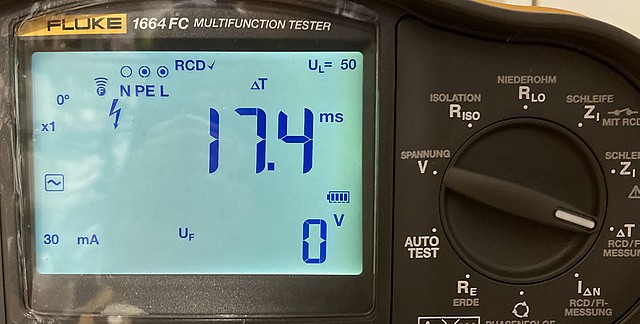 FLUKE 1664 FC MULTIFUNCTION TESTER
RCD✓ UL= 50
0° N PE L ΔT
x1 17.4 ms
30 mA UF 0 V
NIEDEROHM
RLO
ISOLATION
RISO
SCHLEIFE
ZI
MIT RCD
SPANNUNG
V
ZI
AUTO
TEST
ΔT
RCD/FI-
RE
ERDE
IΔN
RCD/FI-
MESSUNG